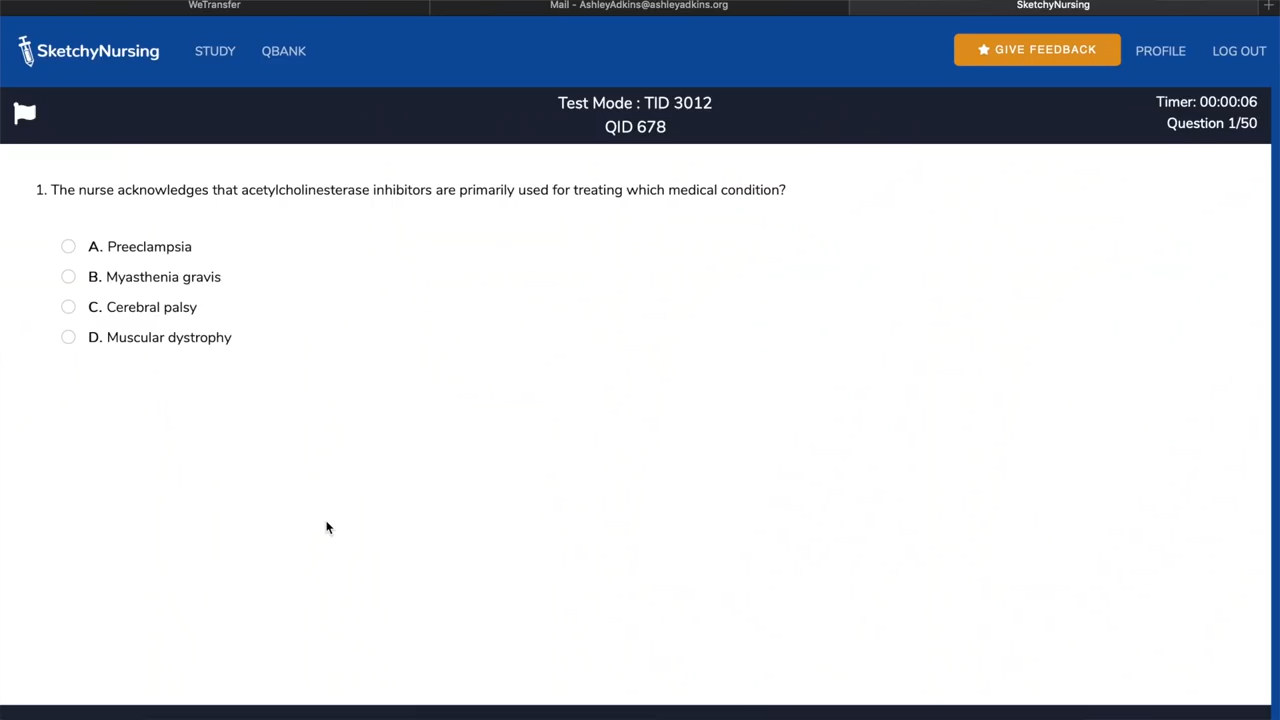 WeTransfer
Mail - AshleyAdkins@ashleyadkins.org
SketchyNursing
+
SketchyNursing
STUDY
QBANK
GIVE FEEDBACK
PROFILE
LOG OUT
Test Mode : TID 3012
QID 678
Timer: 00:00:06
Question 1/50
1. The nurse acknowledges that acetylcholinesterase inhibitors are primarily used for treating which medical condition?
A. Preeclampsia
B. Myasthenia gravis
C. Cerebral palsy
D. Muscular dystrophy